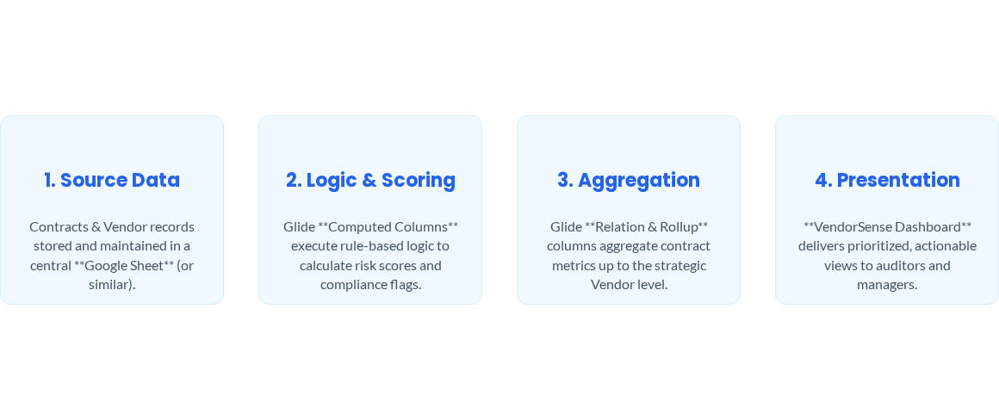 1. Source Data
Contracts & Vendor records
stored and maintained in a
central **Google Sheet** (or
similar).
2. Logic & Scoring
Glide **Computed Columns**
execute rule-based logic to
calculate risk scores and
compliance flags.
3. Aggregation
Glide **Relation & Rollup**
columns aggregate contract
metrics up to the strategic
Vendor level.
4. Presentation
**VendorSense Dashboard**
delivers prioritized, actionable
views to auditors and
managers.